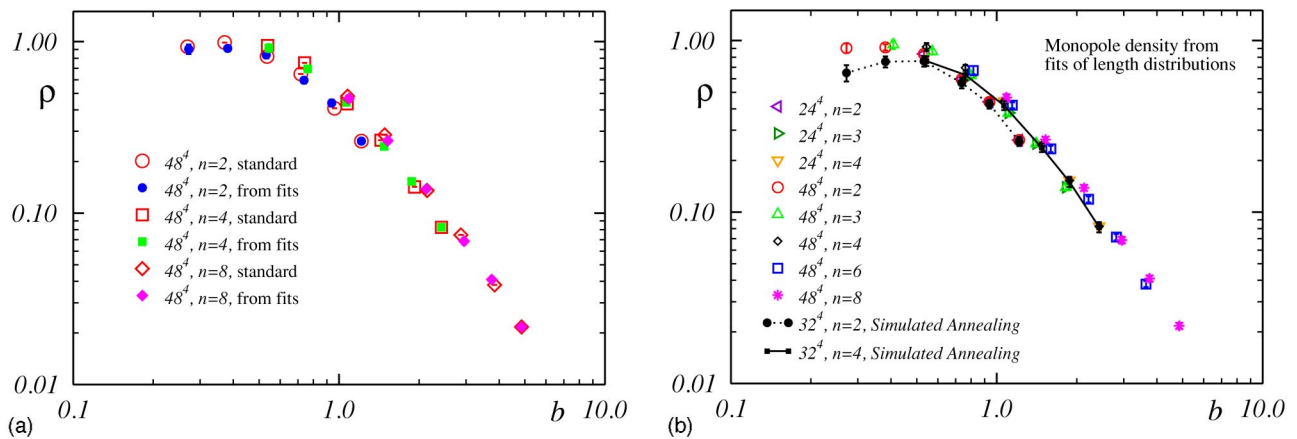 1.00
ρ
0.10
0.01
48⁴, n=2, standard
48⁴, n=2, from fits
48⁴, n=4, standard
48⁴, n=4, from fits
48⁴, n=8, standard
48⁴, n=8, from fits
0.1
1.0
b
10.0
(a)
1.00
ρ
0.10
0.01
Monopole density from
fits of length distributions
24⁴, n=2
24⁴, n=3
24⁴, n=4
48⁴, n=2
48⁴, n=3
48⁴, n=4
48⁴, n=6
48⁴, n=8
32⁴, n=2, Simulated Annealing
32⁴, n=4, Simulated Annealing
0.1
1.0
b
10.0
(b)